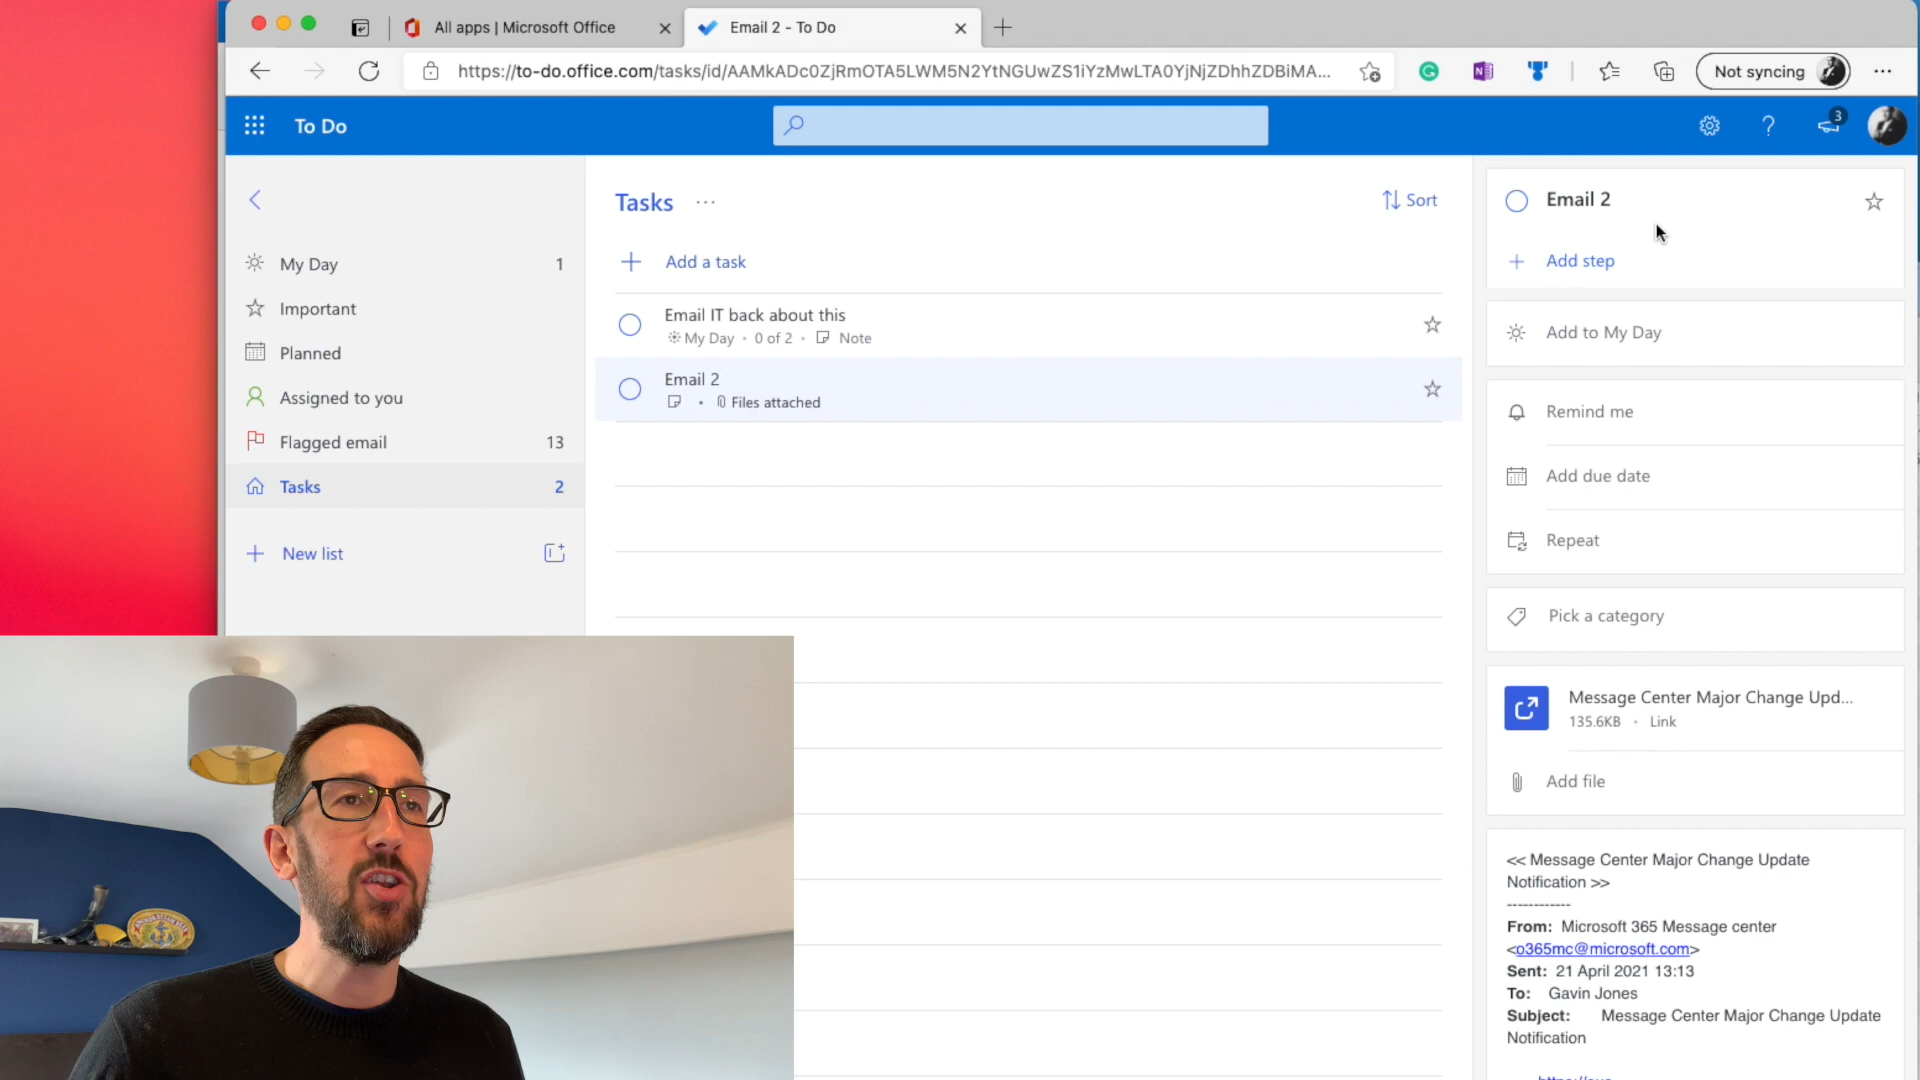 All apps | Microsoft Office
Email 2 - To Do
https://to-do.office.com/tasks/id/AAMkADc0ZjRmOTA5LWM5N2YtNGUwZS1iYzMwLTA0YjNjZDhhZDBiMA...
Not syncing
To Do
3
My Day 1
Important
Planned
Assigned to you
Flagged email 13
Tasks 2
New list
Tasks
Sort
Add a task
Email IT back about this
My Day • 0 of 2 • Note
Email 2
• Files attached
Email 2
Add step
Add to My Day
Remind me
Add due date
Repeat
Pick a category
Message Center Major Change Upd...
135.6KB • Link
Add file
<< Message Center Major Change Update
Notification >>
------------
From: Microsoft 365 Message center
<o365mc@microsoft.com>
Sent: 21 April 2021 13:13
To: Gavin Jones
Subject: Message Center Major Change Update
Notification